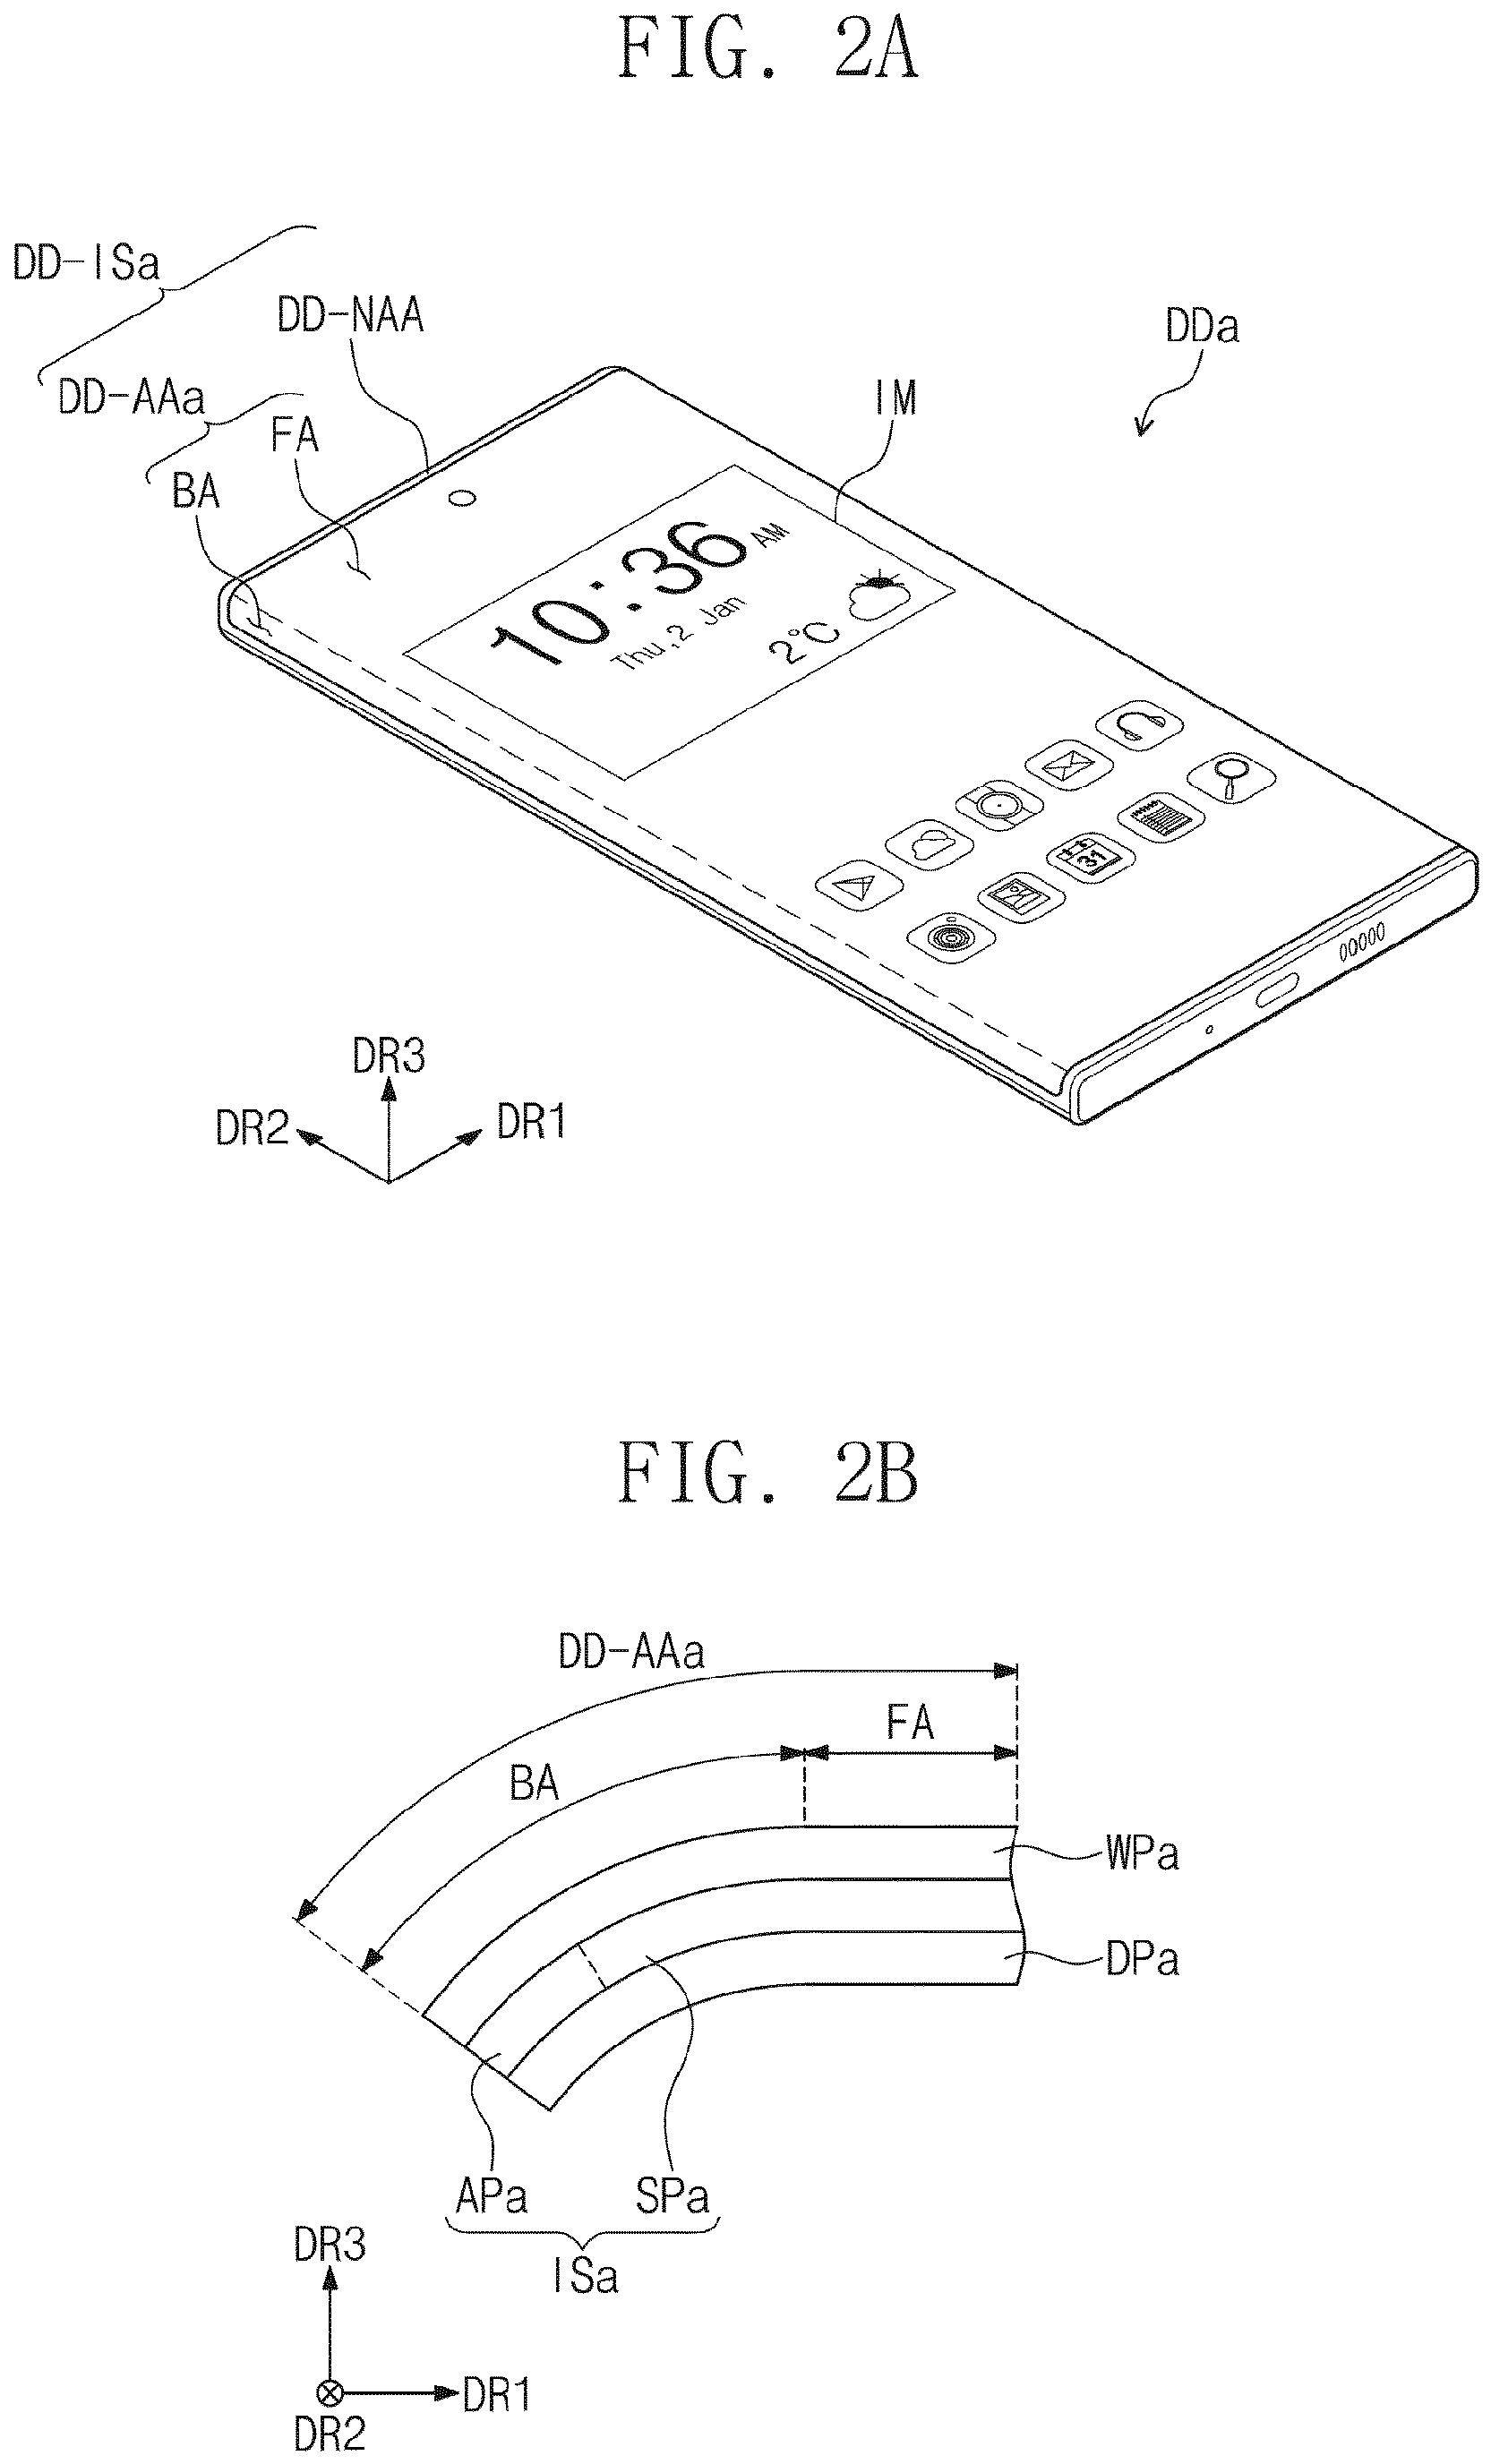 FIG. 2A
DD-ISa
DD-NAA
DDa
DD-AAa
IM
FA
BA
10:36 AM
Thu,2 Jan
2°C
31
DR3
DR2
DR1
FIG. 2B
DD-AAa
FA
BA
WPa
DPa
APa
SPa
ISa
DR3
DR1
DR2